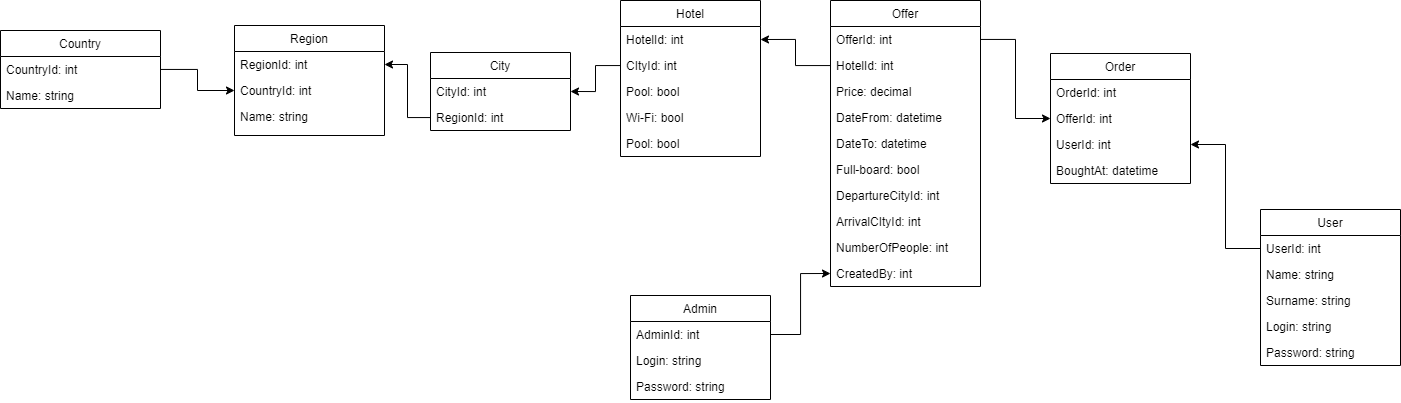 Country
CountryId: int
Name: string
Region
RegionId: int
CountryId: int
Name: string
City
CityId: int
RegionId: int
Hotel
HotelId: int
CItyId: int
Pool: bool
Wi-Fi: bool
Pool: bool
Offer
OfferId: int
HotelId: int
Price: decimal
DateFrom: datetime
DateTo: datetime
Full-board: bool
DepartureCityId: int
ArrivalCItyId: int
NumberOfPeople: int
CreatedBy: int
Order
OrderId: int
OfferId: int
UserId: int
BoughtAt: datetime
Admin
AdminId: int
Login: string
Password: string
User
UserId: int
Name: string
Surname: string
Login: string
Password: string